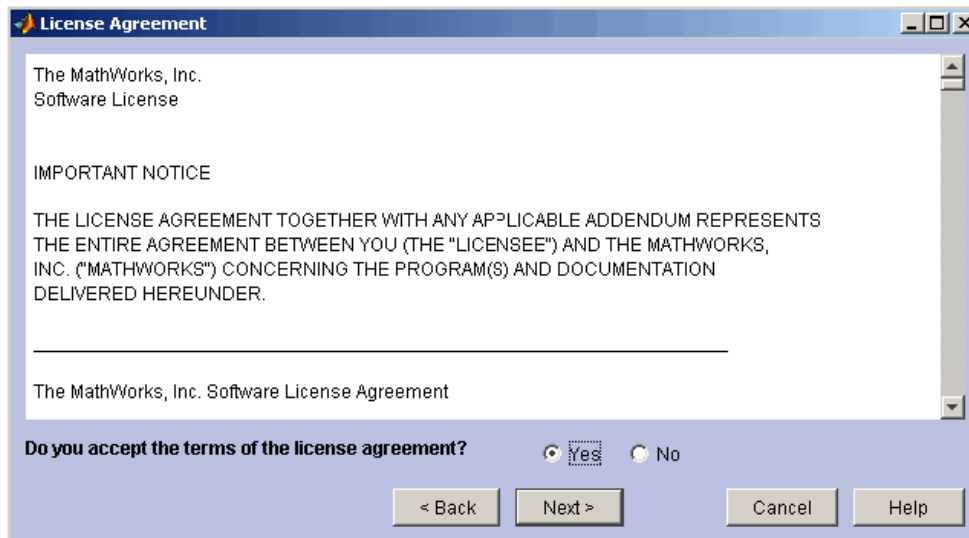 License Agreement
The MathWorks, Inc.
Software License
IMPORTANT NOTICE
THE LICENSE AGREEMENT TOGETHER WITH ANY APPLICABLE ADDENDUM REPRESENTS
THE ENTIRE AGREEMENT BETWEEN YOU (THE "LICENSEE") AND THE MATHWORKS,
INC. ("MATHWORKS") CONCERNING THE PROGRAM(S) AND DOCUMENTATION
DELIVERED HEREUNDER.
The MathWorks, Inc. Software License Agreement
Do you accept the terms of the license agreement? Yes No
< Back Next > Cancel Help